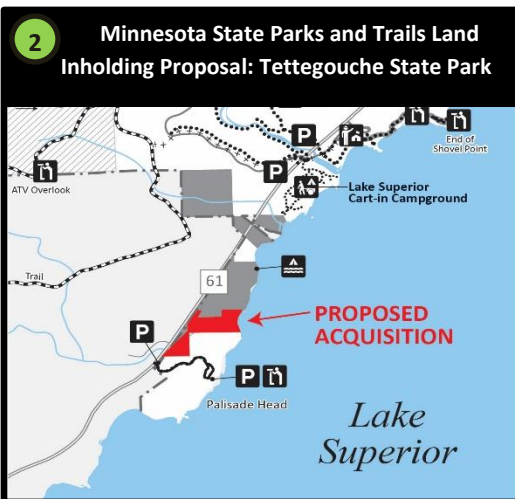 2
Minnesota State Parks and Trails Land
Inholding Proposal: Tettegouche State Park
P
End of
Shovel Point
P
ATV Overlook
Lake Superior
Cart-in Campground
Trail
61
PROPOSED
ACQUISITION
P
P
Palisade Head
Lake
Superior